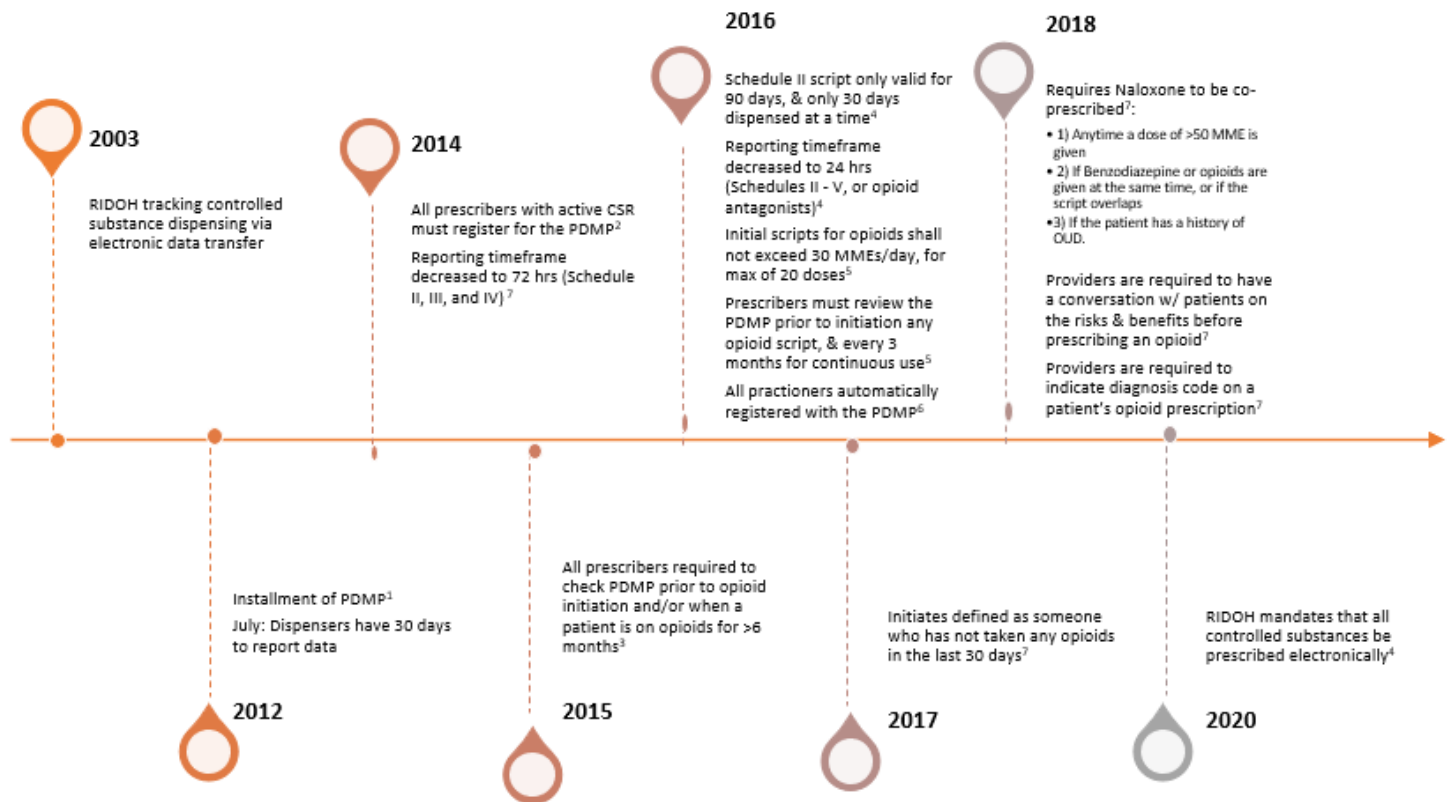 2003
RIDOH tracking controlled
substance dispensing via
electronic data transfer
2012
Installment of PDMP¹
July: Dispensers have 30 days
to report data
2014
All prescribers with active CSR
must register for the PDMP²
Reporting timeframe
decreased to 72 hrs (Schedule
II, III, and IV) ⁷
2015
All prescribers required to
check PDMP prior to opioid
initiation and/or when a
patient is on opioids for >6
months³
2016
Schedule II script only valid for
90 days, & only 30 days
dispensed at a time⁴
Reporting timeframe
decreased to 24 hrs
(Schedules II - V, or opioid
antagonists)⁴
Initial scripts for opioids shall
not exceed 30 MMEs/day, for
max of 20 doses⁵
Prescribers must review the
PDMP prior to initiation any
opioid script, & every 3
months for continuous use⁵
All practioners automatically
registered with the PDMP⁶
2017
Initiates defined as someone
who has not taken any opioids
in the last 30 days⁷
2018
Requires Naloxone to be co-
prescribed⁷:
• 1) Anytime a dose of >50 MME is
given
• 2) If Benzodiazepine or opioids are
given at the same time, or if the
script overlaps
•3) If the patient has a history of
OUD.
Providers are required to have
a conversation w/ patients on
the risks & benefits before
prescribing an opioid⁷
Providers are required to
indicate diagnosis code on a
patient's opioid prescription⁷
2020
RIDOH mandates that all
controlled substances be
prescribed electronically⁴